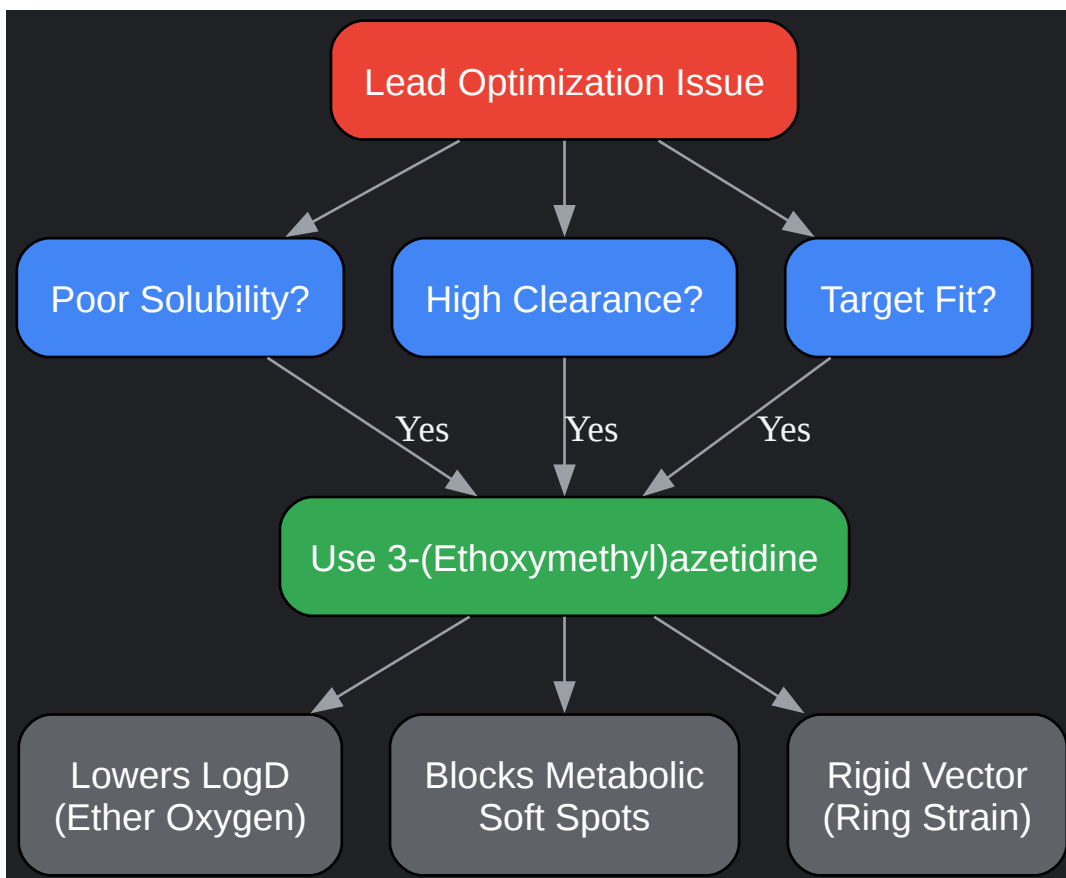 Lead Optimization Issue
Poor Solubility?
High Clearance?
Target Fit?
Yes
Yes
Yes
Use 3-(Ethoxymethyl)azetidine
Lowers LogD
(Ether Oxygen)
Blocks Metabolic
Soft Spots
Rigid Vector
(Ring Strain)